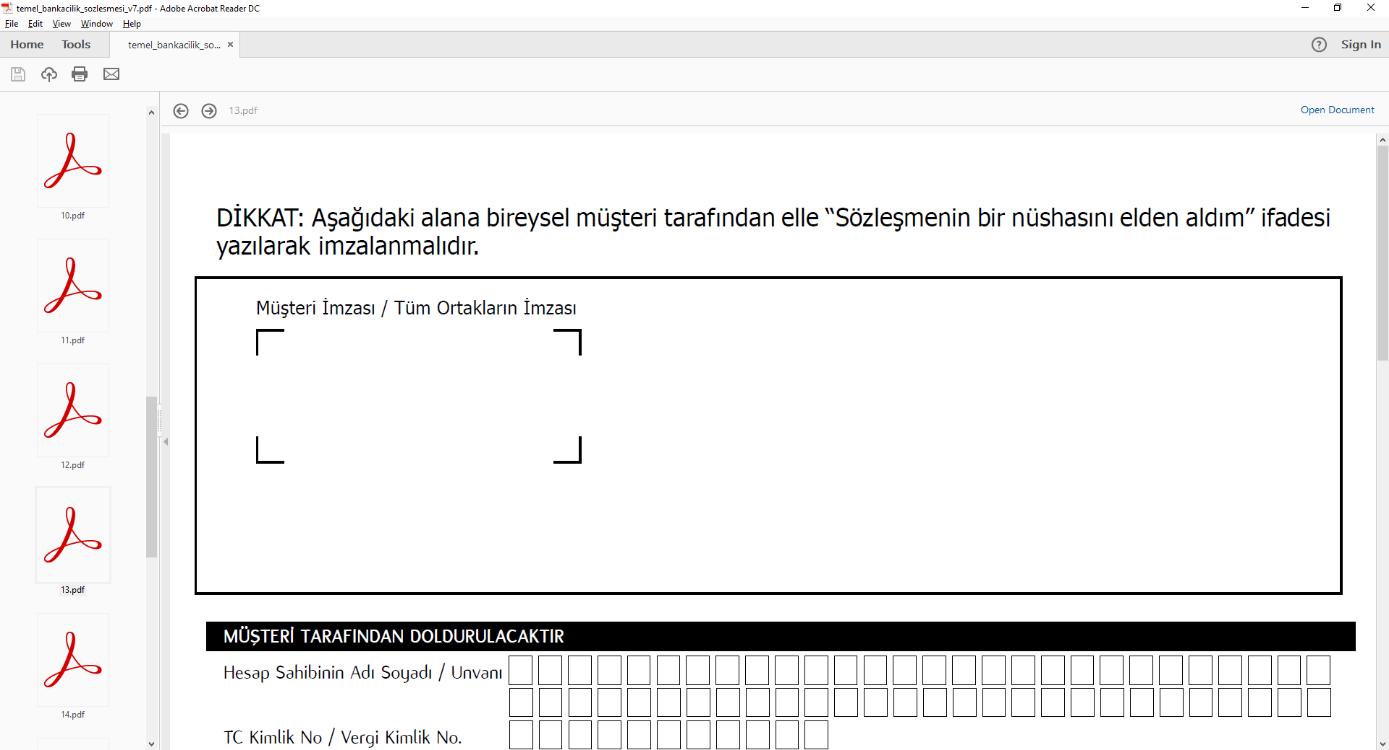 temel_bankacilik_sozlesmesi_v7.pdf - Adobe Acrobat Reader DC
File Edit View Window Help
Home Tools temel_bankacilik_so... × ? Sign In
13.pdf Open Document
10.pdf
11.pdf
12.pdf
13.pdf
14.pdf
DİKKAT: Aşağıdaki alana bireysel müşteri tarafından elle “Sözleşmenin bir nüshasını elden aldım” ifadesi
yazılarak imzalanmalıdır.
Müşteri İmzası / Tüm Ortakların İmzası
MÜŞTERİ TARAFINDAN DOLDURULACAKTIR
Hesap Sahibinin Adı Soyadı / Unvanı
TC Kimlik No / Vergi Kimlik No.